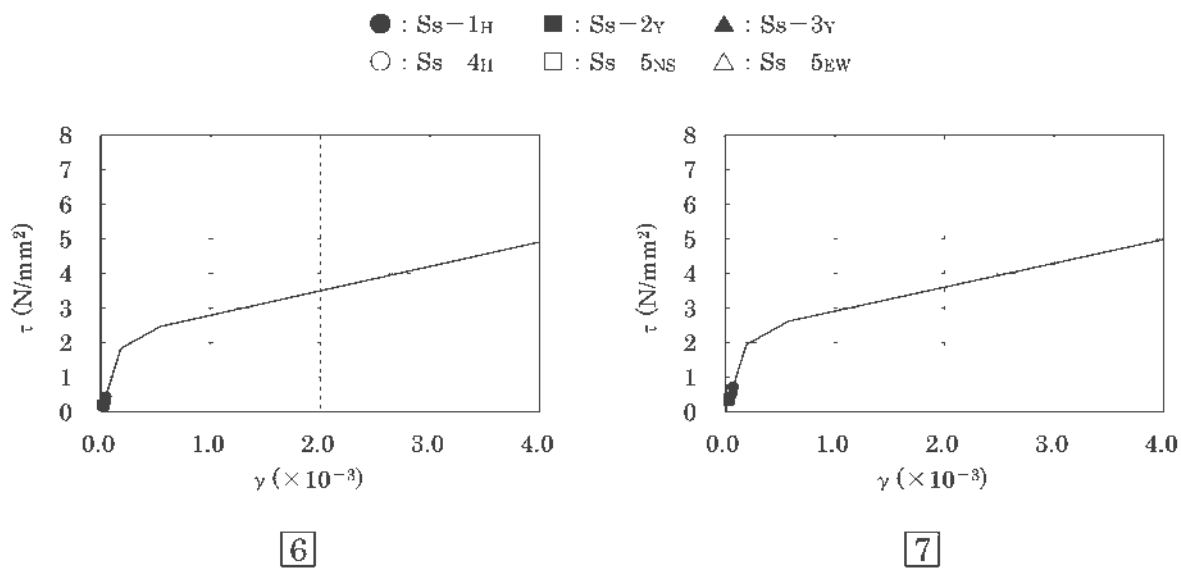 ● : Ss−1H ■ : Ss−2Y ▲ : Ss−3Y
○ : Ss 4H □ : Ss 5NS △ : Ss 5EW
8 8
7 7
6 6
5 5
4 4
3 3
2 2
1 1
0 0
τ (N/mm²) τ (N/mm²)
0.0 1.0 2.0 3.0 4.0 0.0 1.0 2.0 3.0 4.0
γ (×10⁻³) γ (×10⁻³)
6 7